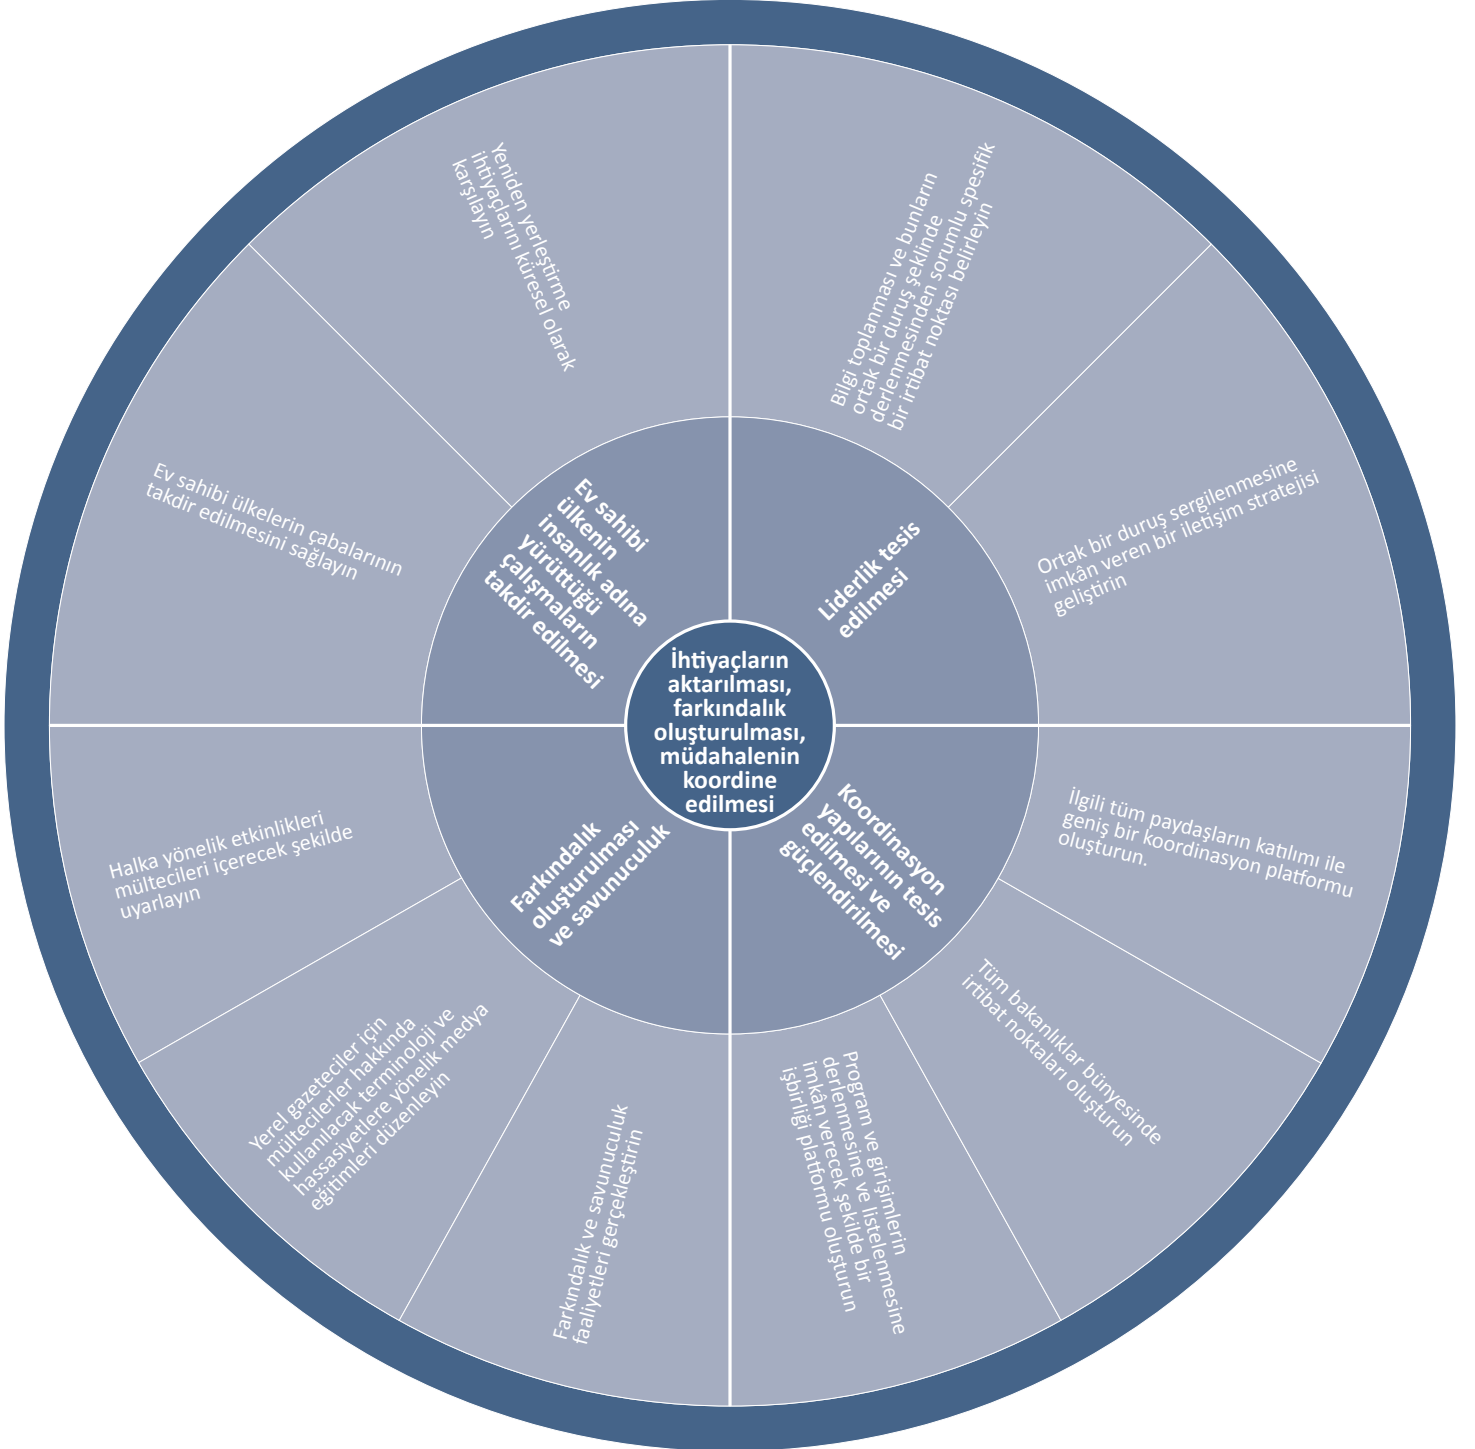 İhtiyaçların
aktarılması,
farkındalık
oluşturulması,
müdahalenin
koordine
edilmesi
Liderlik tesis
edilmesi
Bilgi toplanması ve bunların
ortak bir duruş şeklinde
derlenmesinden sorumlu spesifik
bir irtibat noktası belirleyin
Ortak bir duruş sergilenmesine
imkân veren bir iletişim stratejisi
geliştirin
Koordinasyon
yapılarının tesis
edilmesi ve
güçlendirilmesi
İlgili tüm paydaşların katılımı ile
geniş bir koordinasyon platformu
oluşturun.
Tüm bakanlıklar bünyesinde
irtibat noktaları oluşturun
Program ve girişimlerin
derlenmesine ve listelenmesine
imkân verecek şekilde bir
işbirliği platformu oluşturun
Farkındalık
oluşturulması
ve savunuculuk
Farkındalık ve savunuculuk
faaliyetleri gerçekleştirin
Yerel gazeteciler için
mültecilerler hakkında
kullanılacak terminoloji ve
hassasiyetlere yönelik medya
eğitimleri düzenleyin
Halka yönelik etkinlikleri
mültecileri içerecek şekilde
uyarlayın
Ev sahibi
ülkenin
insanlık adına
yürüttüğü
çalışmaların
takdir edilmesi
Ev sahibi ülkelerin çabalarının
takdir edilmesini sağlayın
Yeniden yerleştirme
ihtiyaçlarını küresel olarak
karşılayın